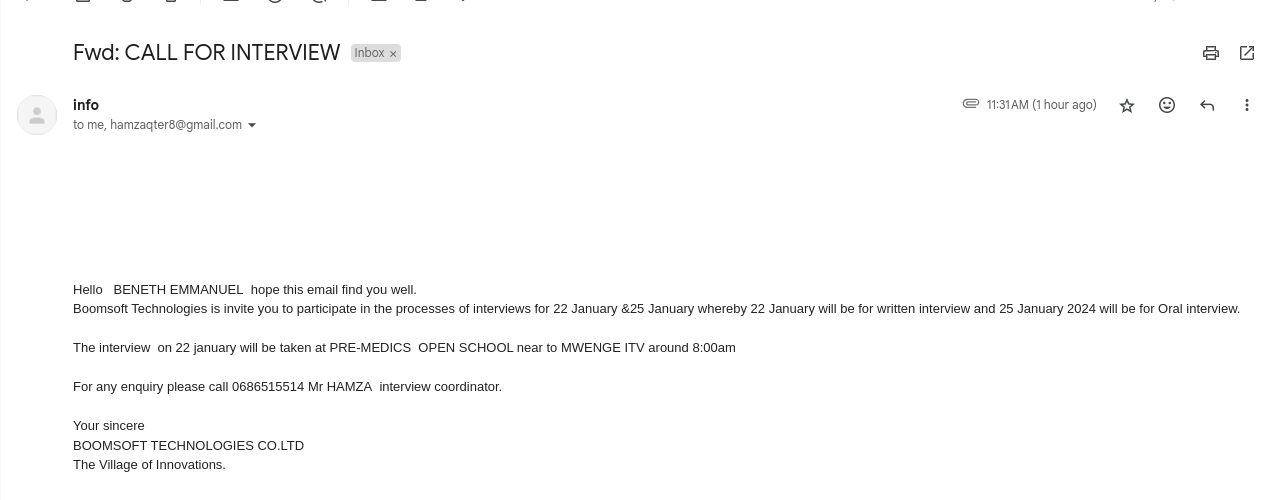 Fwd: CALL FOR INTERVIEW Inbox ×
info
11:31 AM (1 hour ago)
to me, hamzaqter8@gmail.com
Hello BENETH EMMANUEL hope this email find you well.
Boomsoft Technologies is invite you to participate in the processes of interviews for 22 January &25 January whereby 22 January will be for written interview and 25 January 2024 will be for Oral interview.
The interview on 22 january will be taken at PRE-MEDICS OPEN SCHOOL near to MWENGE ITV around 8:00am
For any enquiry please call 0686515514 Mr HAMZA interview coordinator.
Your sincere
BOOMSOFT TECHNOLOGIES CO.LTD
The Village of Innovations.